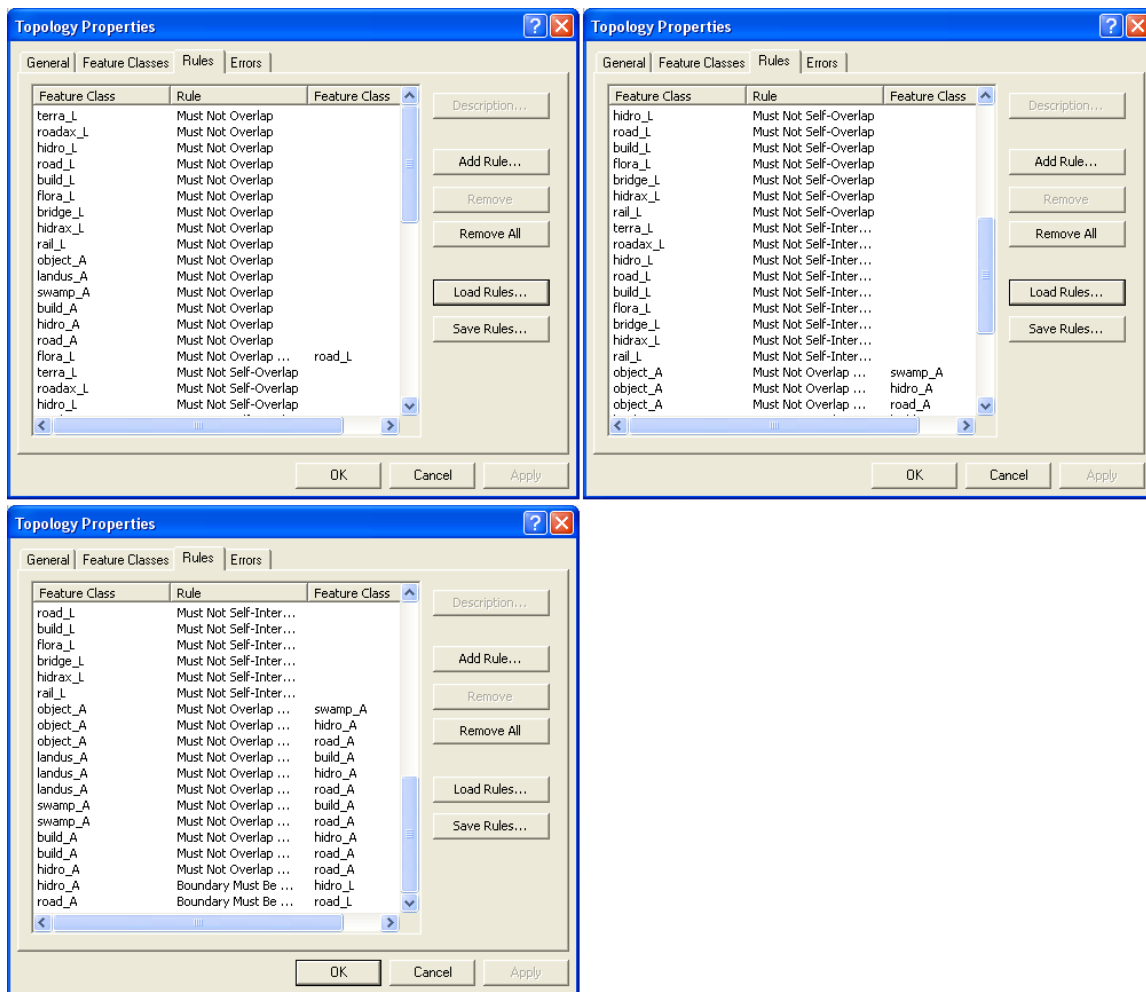 Topology Properties
General Feature Classes Rules Errors
Feature Class Rule Feature Class
terra_L Must Not Overlap
roadax_L Must Not Overlap
hidro_L Must Not Overlap
road_L Must Not Overlap
build_L Must Not Overlap
flora_L Must Not Overlap
bridge_L Must Not Overlap
hidrax_L Must Not Overlap
rail_L Must Not Overlap
object_A Must Not Overlap
landus_A Must Not Overlap
swamp_A Must Not Overlap
build_A Must Not Overlap
hidro_A Must Not Overlap
road_A Must Not Overlap
flora_L Must Not Overlap ... road_L
terra_L Must Not Self-Overlap
roadax_L Must Not Self-Overlap
hidro_L Must Not Self-Overlap
Description...
Add Rule...
Remove
Remove All
Load Rules...
Save Rules...
OK Cancel Apply
Topology Properties
General Feature Classes Rules Errors
Feature Class Rule Feature Class
hidro_L Must Not Self-Overlap
road_L Must Not Self-Overlap
build_L Must Not Self-Overlap
flora_L Must Not Self-Overlap
bridge_L Must Not Self-Overlap
hidrax_L Must Not Self-Overlap
rail_L Must Not Self-Overlap
terra_L Must Not Self-Inter...
roadax_L Must Not Self-Inter...
hidro_L Must Not Self-Inter...
road_L Must Not Self-Inter...
build_L Must Not Self-Inter...
flora_L Must Not Self-Inter...
bridge_L Must Not Self-Inter...
hidrax_L Must Not Self-Inter...
rail_L Must Not Self-Inter...
object_A Must Not Overlap ... swamp_A
object_A Must Not Overlap ... hidro_A
object_A Must Not Overlap ... road_A
Description...
Add Rule...
Remove
Remove All
Load Rules...
Save Rules...
OK Cancel Apply
Topology Properties
General Feature Classes Rules Errors
Feature Class Rule Feature Class
road_L Must Not Self-Inter...
build_L Must Not Self-Inter...
flora_L Must Not Self-Inter...
bridge_L Must Not Self-Inter...
hidrax_L Must Not Self-Inter...
rail_L Must Not Self-Inter...
object_A Must Not Overlap ... swamp_A
object_A Must Not Overlap ... hidro_A
object_A Must Not Overlap ... road_A
landus_A Must Not Overlap ... build_A
landus_A Must Not Overlap ... hidro_A
landus_A Must Not Overlap ... road_A
swamp_A Must Not Overlap ... build_A
swamp_A Must Not Overlap ... road_A
build_A Must Not Overlap ... hidro_A
build_A Must Not Overlap ... road_A
hidro_A Must Not Overlap ... road_A
hidro_A Boundary Must Be ... hidro_L
road_A Boundary Must Be ... road_L
Description...
Add Rule...
Remove
Remove All
Load Rules...
Save Rules...
OK Cancel Apply